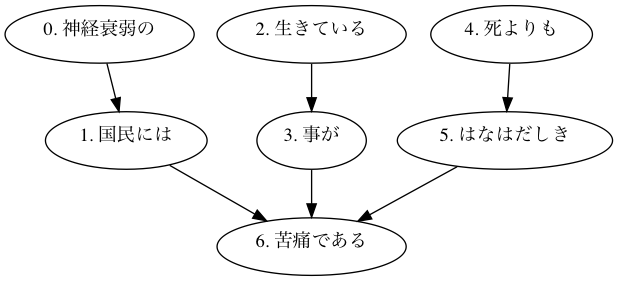 0. 神経衰弱の
2. 生きている
4. 死よりも
1. 国民には
3. 事が
5. はなはだしき
6. 苦痛である